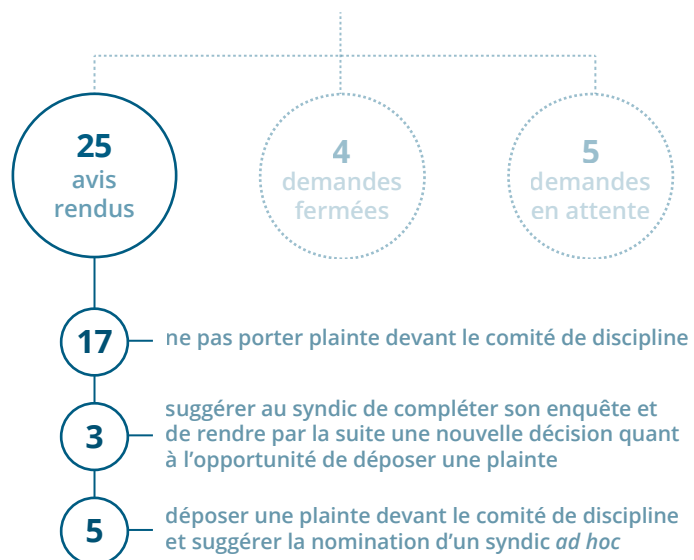 25
avis
rendus
4
demandes
fermées
5
demandes
en attente
17
ne pas porter plainte devant le comité de discipline
3
suggérer au syndic de compléter son enquête et
de rendre par la suite une nouvelle décision quant
à l’opportunité de déposer une plainte
5
déposer une plainte devant le comité de discipline
et suggérer la nomination d’un syndic ad hoc